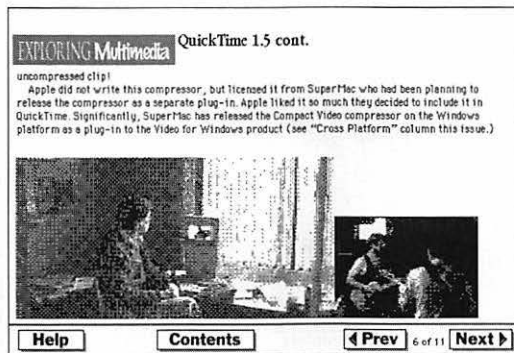 EXPLORING Multimedia
QuickTime 1.5 cont.
uncompressed clip!
Apple did not write this compressor, but licensed it from SuperMac who had been planning to
release the compressor as a separate plug-in. Apple liked it so much they decided to include it in
QuickTime. Significantly, SuperMac has released the Compact Video compressor on the Windows
platform as a plug-in to the Video for Windows product (see “Cross Platform” column this issue.)
Help
Contents
Prev
6 of 11
Next